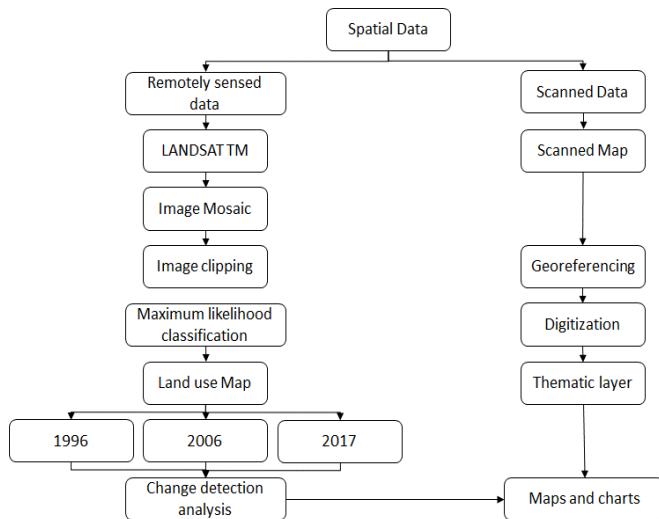 Spatial Data
Remotely sensed
data
Scanned Data
LANDSAT TM
Scanned Map
Image Mosaic
Image clipping
Georeferencing
Maximum likelihood
classification
Digitization
Land use Map
Thematic layer
1996
2006
2017
Change detection
analysis
Maps and charts